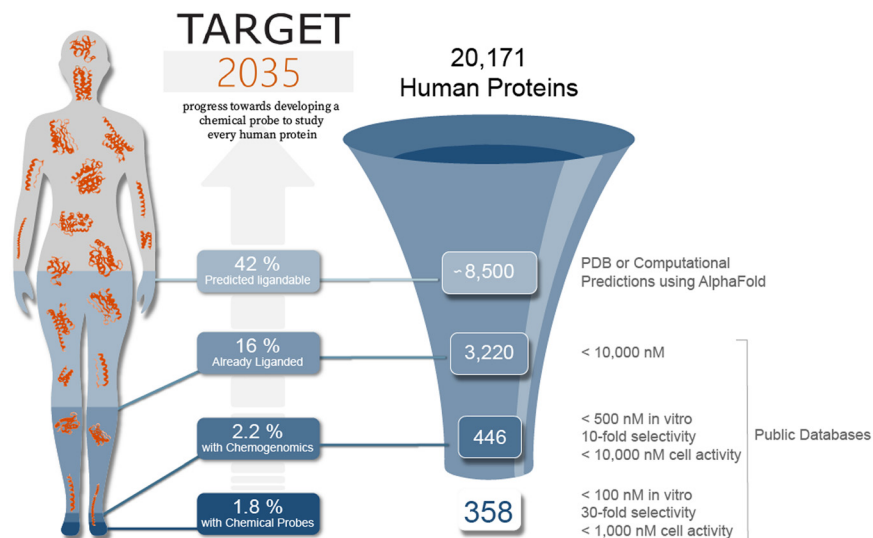 TARGET
2035
progress towards developing a
chemical probe to study
every human protein
20,171
Human Proteins
42 %
Predicted ligandable
~8,500
PDB or Computational
Predictions using AlphaFold
16 %
Already Liganded
3,220
< 10,000 nM
2.2 %
with Chemogenomics
446
< 500 nM in vitro
10-fold selectivity
< 10,000 nM cell activity
Public Databases
1.8 %
with Chemical Probes
358
< 100 nM in vitro
30-fold selectivity
< 1,000 nM cell activity